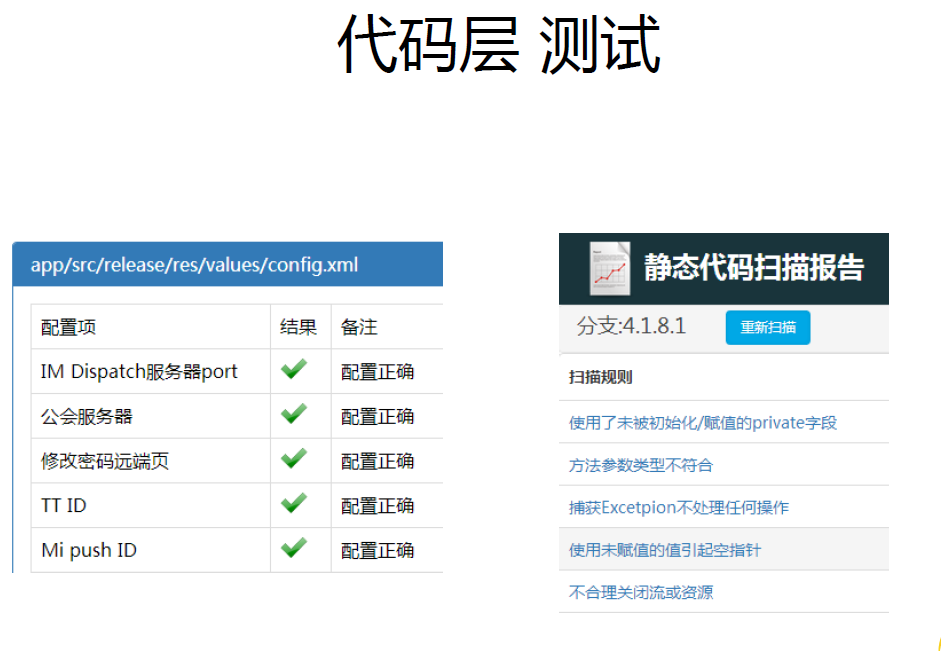 代码层 测试
app/src/release/res/values/config.xml
配置项 结果 备注
IM Dispatch服务器port 配置正确
公会服务器 配置正确
修改密码远端页 配置正确
TT ID 配置正确
Mi push ID 配置正确
静态代码扫描报告
分支:4.1.8.1 重新扫描
扫描规则
使用了未被初始化/赋值的private字段
方法参数类型不符合
捕获Excetpion不处理任何操作
使用未赋值的值引起空指针
不合理关闭流或资源